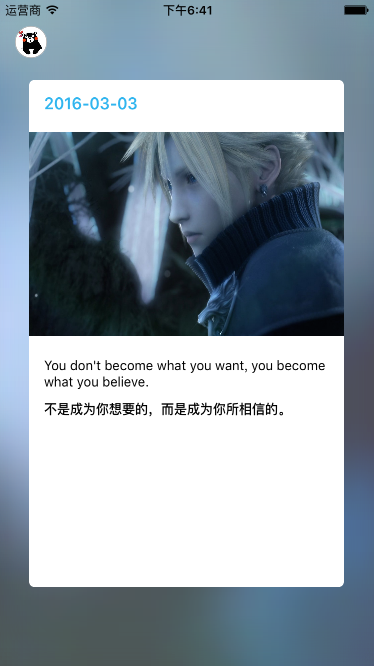 运营商 下午6:41
2016-03-03
You don't become what you want, you become
what you believe.
不是成为你想要的，而是成为你所相信的。